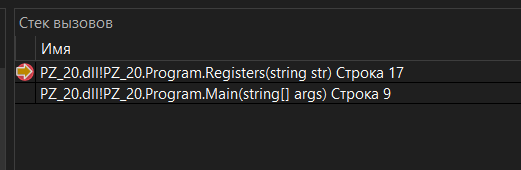 Стек вызовов
Имя
PZ_20.dll!PZ_20.Program.Registers(string str) Строка 17
PZ_20.dll!PZ_20.Program.Main(string[] args) Строка 9